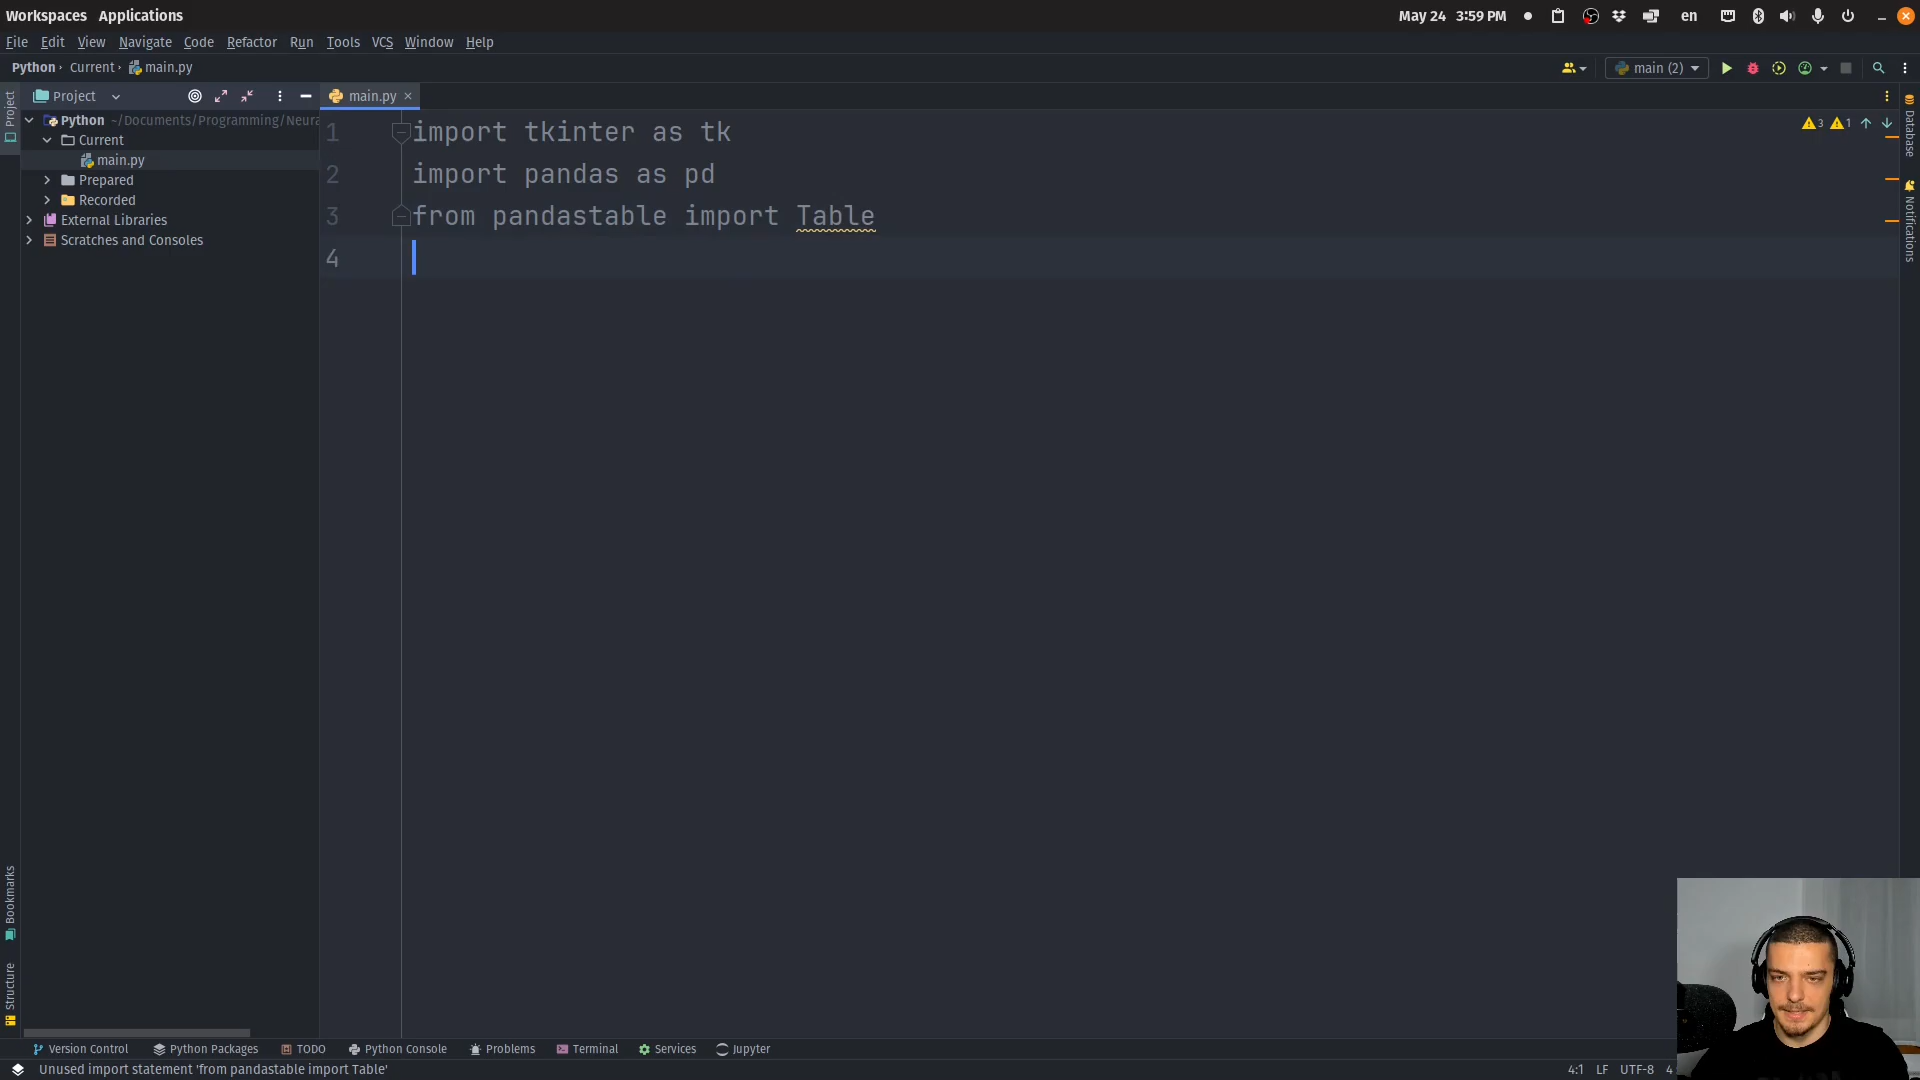 Workspaces Applications
May 24 3:59 PM
en
File Edit View Navigate Code Refactor Run Tools VCS Window Help
Python › Current › main.py
main (2)
Project
Project
main.py ×
Python ~/Documents/Programming/Neura
Current
main.py
Prepared
Recorded
External Libraries
Scratches and Consoles
1 import tkinter as tk
2 import pandas as pd
3 from pandastable import Table
4
3 1
Database
Notifications
Bookmarks
Structure
Version Control Python Packages TODO Python Console Problems Terminal Services Jupyter
Unused import statement 'from pandastable import Table'
4:1 LF UTF-8 4